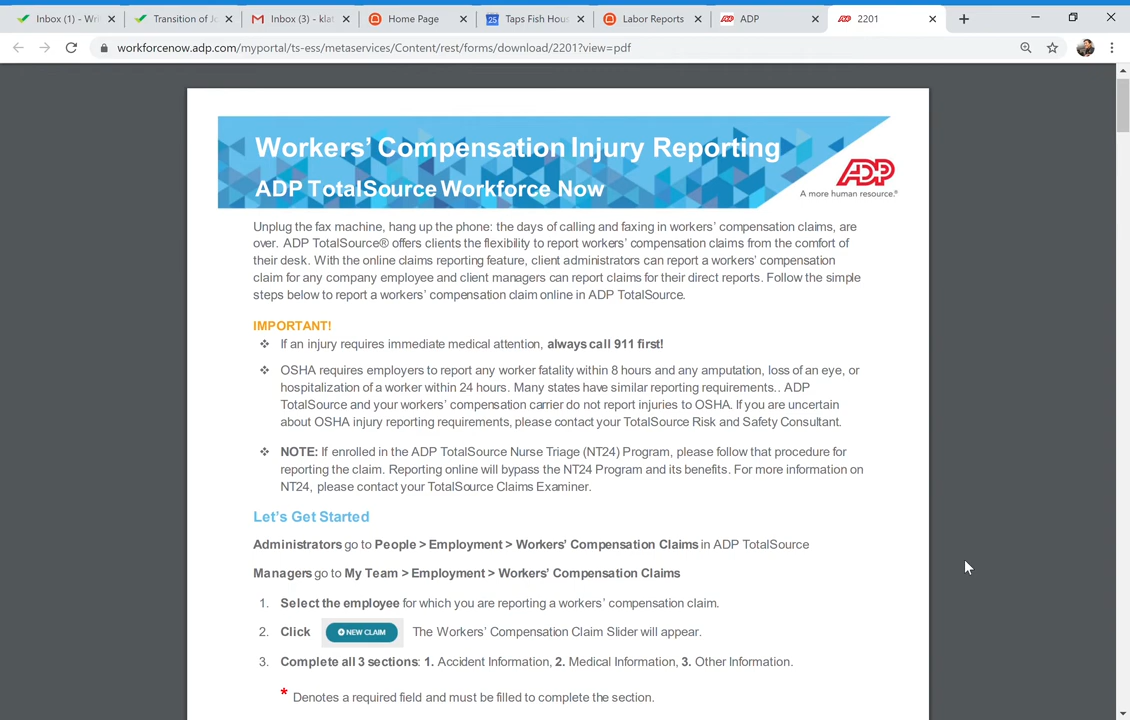 Inbox (1) - Wri
Transition of Jo
Inbox (3) - klat
Home Page
Taps Fish Hous
Labor Reports
ADP
2201
workforcenow.adp.com/myportal/ts-ess/metaservices/Content/rest/forms/download/2201?view=pdf
Workers’ Compensation Injury Reporting
ADP TotalSource Workforce Now
ADP
A more human resource.®
Unplug the fax machine, hang up the phone: the days of calling and faxing in workers’ compensation claims, are
over. ADP TotalSource® offers clients the flexibility to report workers’ compensation claims from the comfort of
their desk. With the online claims reporting feature, client administrators can report a workers’ compensation
claim for any company employee and client managers can report claims for their direct reports. Follow the simple
steps below to report a workers’ compensation claim online in ADP TotalSource.
IMPORTANT!
❖ If an injury requires immediate medical attention, always call 911 first!
❖ OSHA requires employers to report any worker fatality within 8 hours and any amputation, loss of an eye, or
hospitalization of a worker within 24 hours. Many states have similar reporting requirements.. ADP
TotalSource and your workers’ compensation carrier do not report injuries to OSHA. If you are uncertain
about OSHA injury reporting requirements, please contact your TotalSource Risk and Safety Consultant.
❖ NOTE: If enrolled in the ADP TotalSource Nurse Triage (NT24) Program, please follow that procedure for
reporting the claim. Reporting online will bypass the NT24 Program and its benefits. For more information on
NT24, please contact your TotalSource Claims Examiner.
Let’s Get Started
Administrators go to People > Employment > Workers’ Compensation Claims in ADP TotalSource
Managers go to My Team > Employment > Workers’ Compensation Claims
1. Select the employee for which you are reporting a workers’ compensation claim.
2. Click NEW CLAIM The Workers’ Compensation Claim Slider will appear.
3. Complete all 3 sections: 1. Accident Information, 2. Medical Information, 3. Other Information.
* Denotes a required field and must be filled to complete the section.